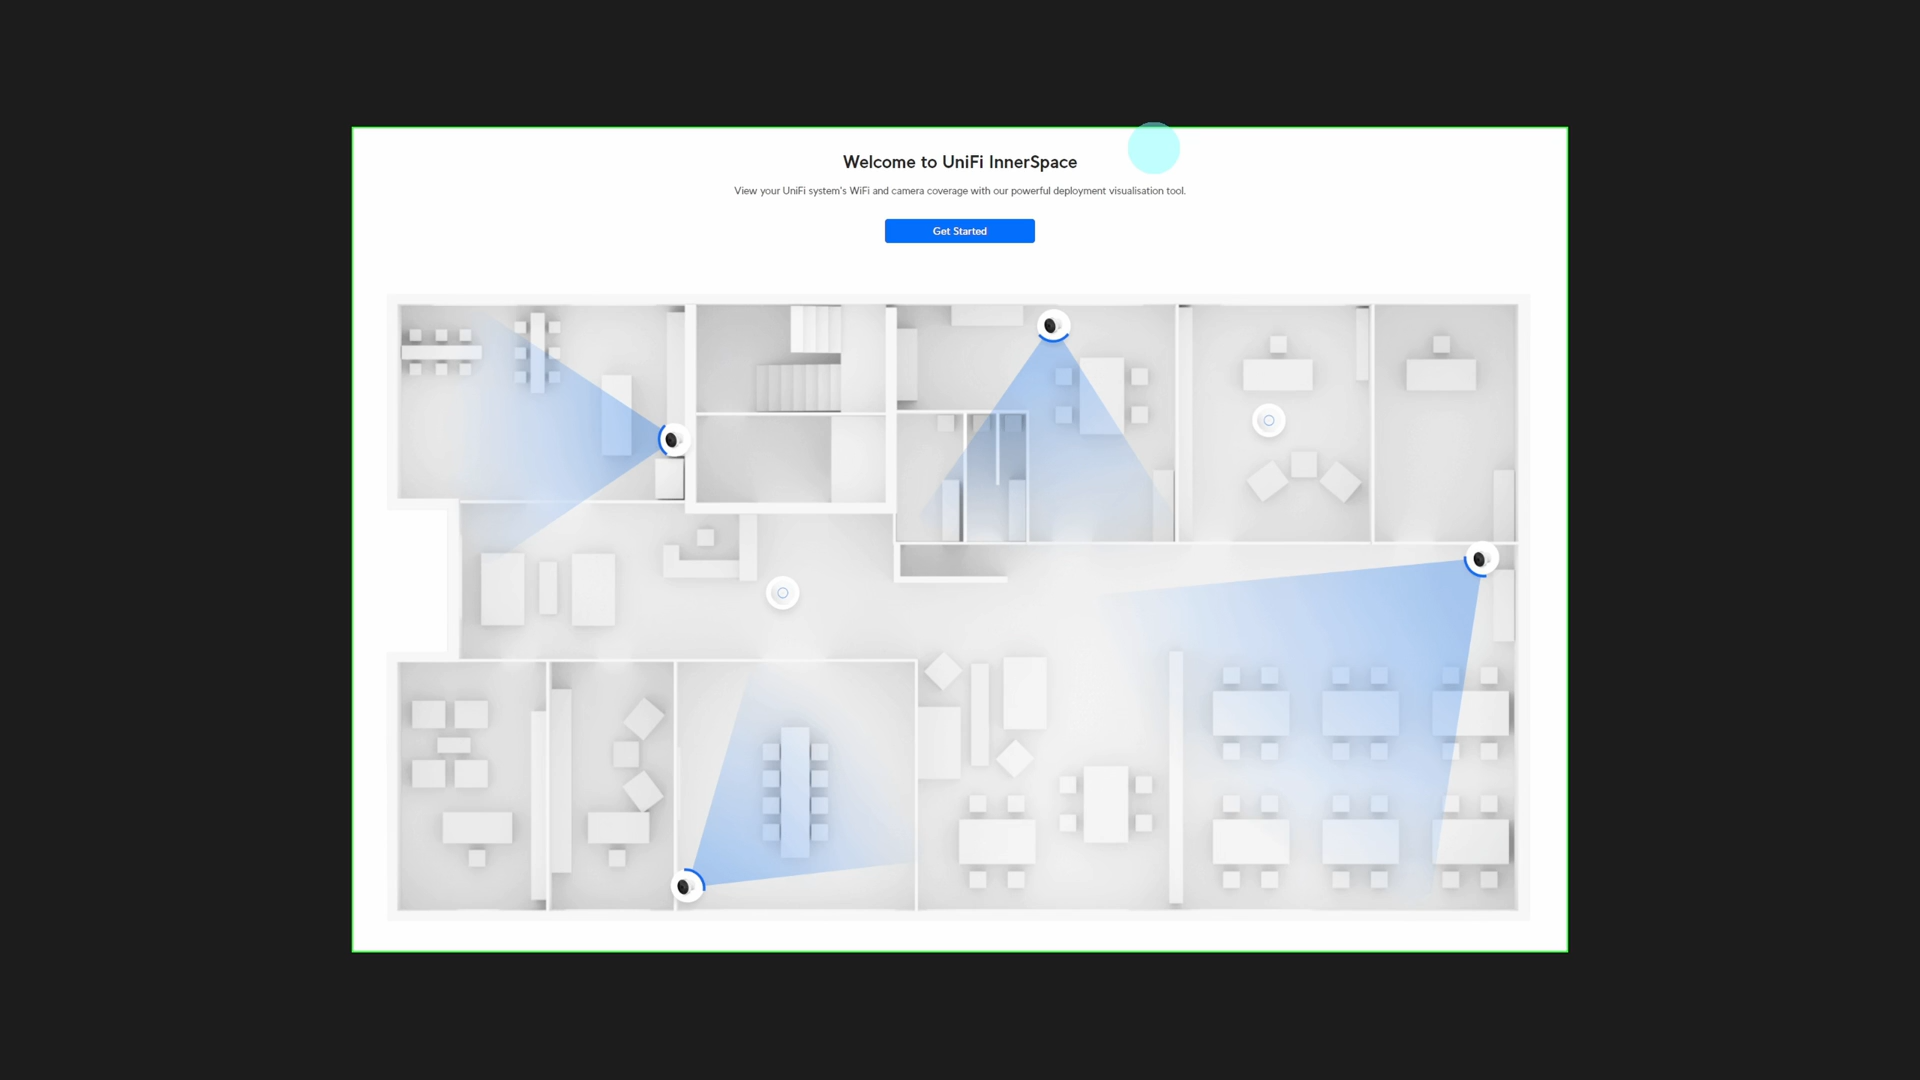 Welcome to UniFi InnerSpace
View your UniFi system's WiFi and camera coverage with our powerful deployment visualisation tool.
Get Started